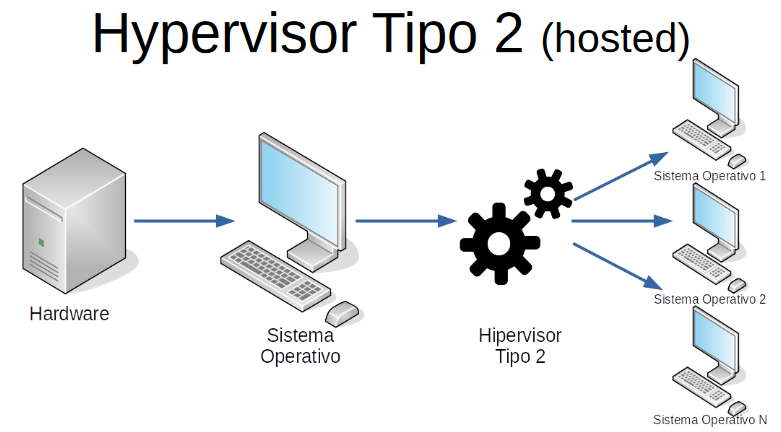 Hypervisor Tipo 2 (hosted)
Sistema Operativo 1
Hardware
Sistema
Operativo
Hipervisor
Tipo 2
Sistema Operativo 2
Sistema Operativo N